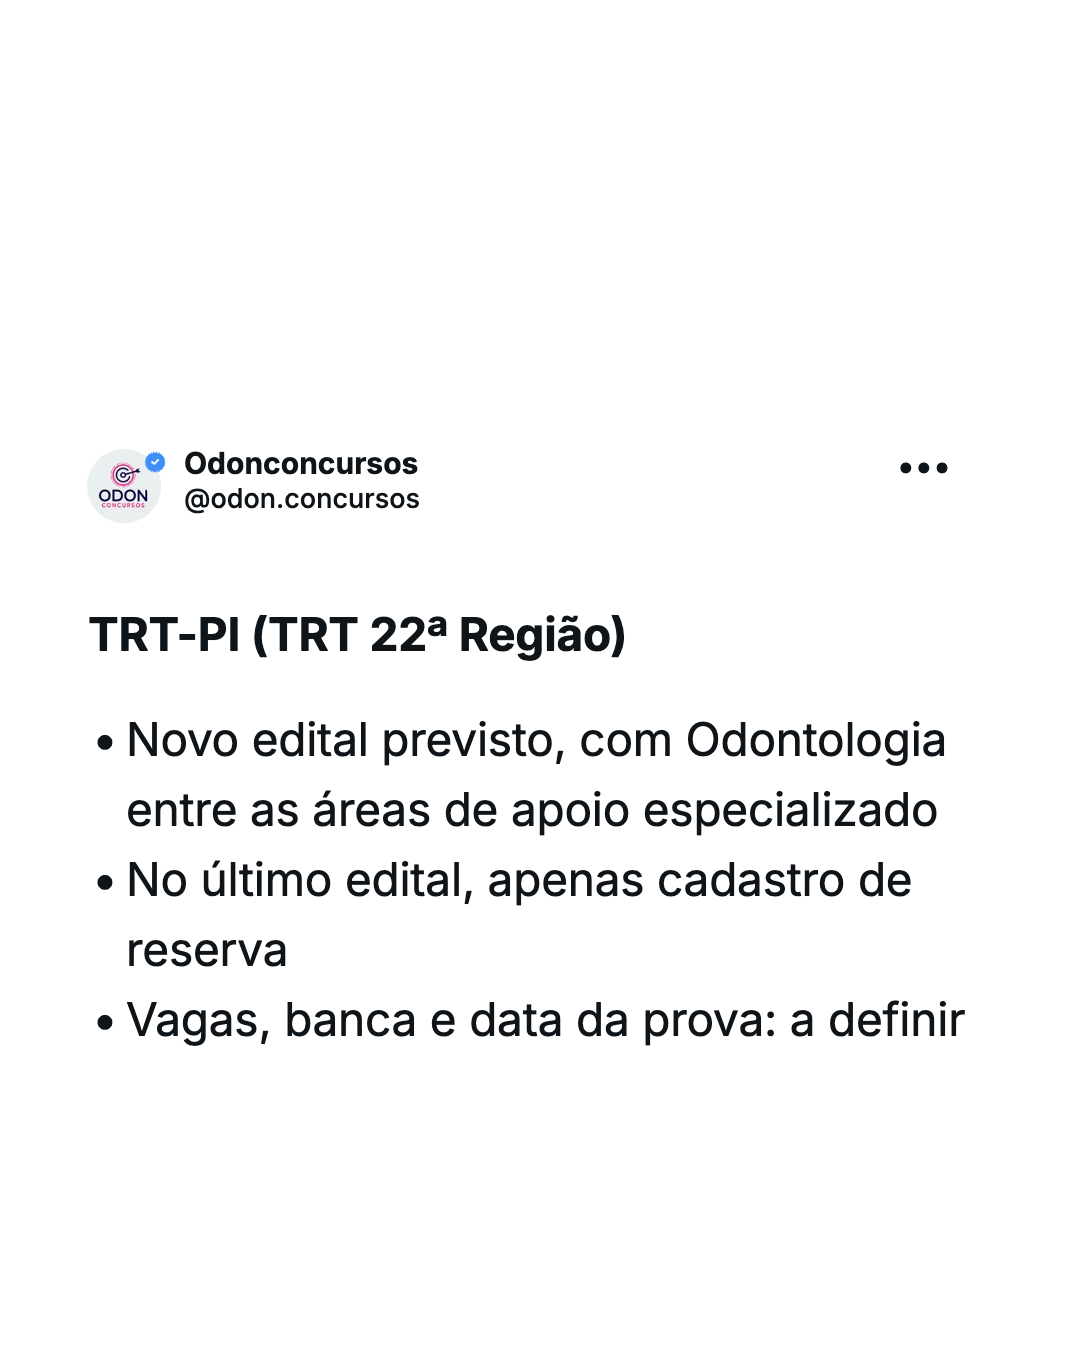 Odonconcursos
@odon.concursos
ODON
CONCURSOS
TRT-PI (TRT 22ª Região)
• Novo edital previsto, com Odontologia
entre as áreas de apoio especializado
• No último edital, apenas cadastro de
reserva
• Vagas, banca e data da prova: a definir